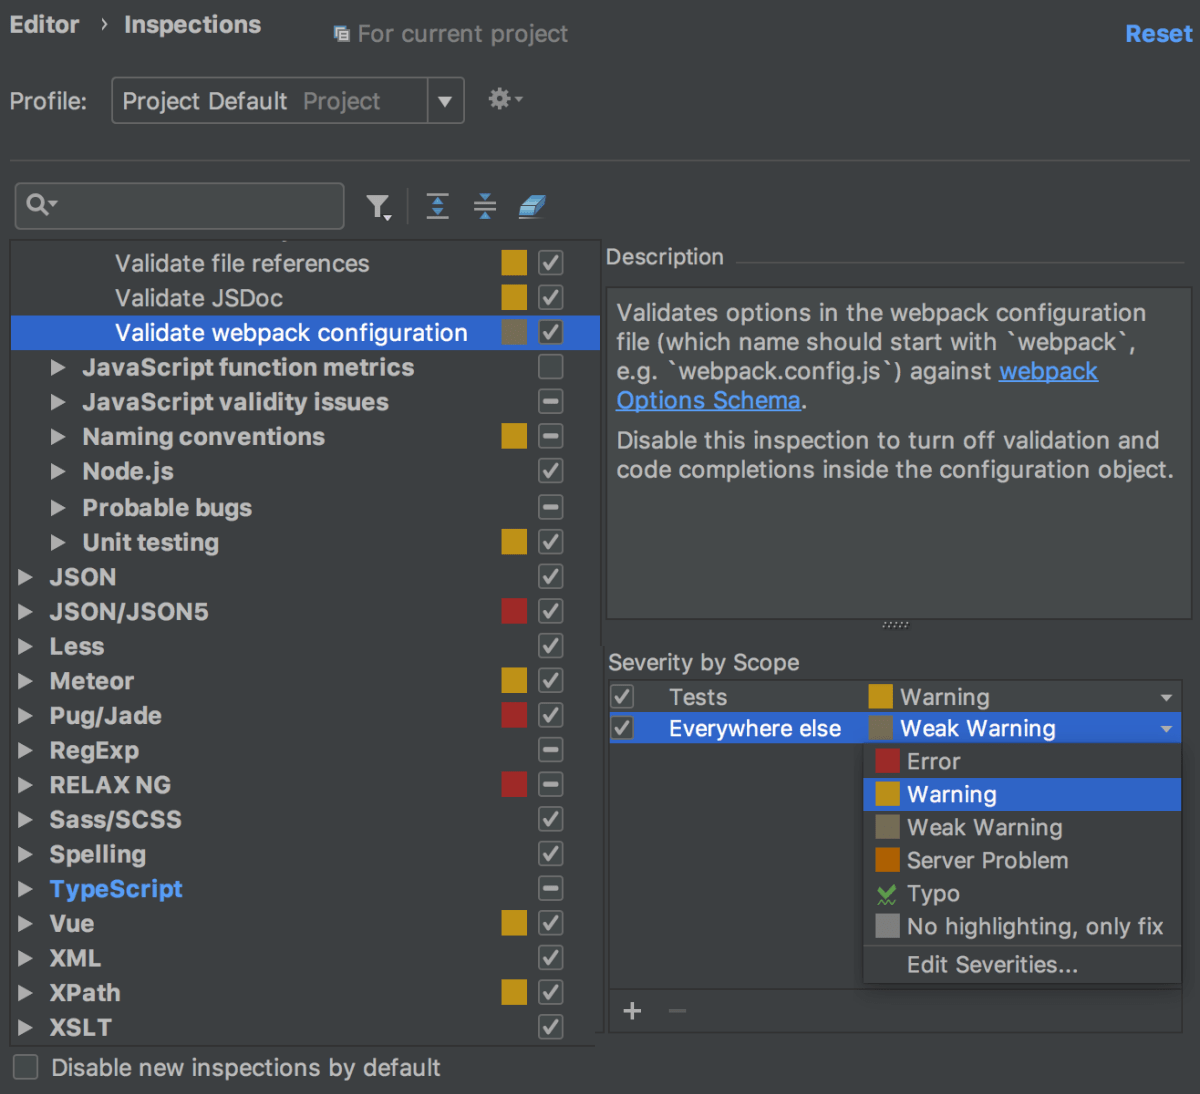 Editor › Inspections
For current project
Reset
Profile:
Project Default Project
Validate file references
Validate JSDoc
Validate webpack configuration
JavaScript function metrics
JavaScript validity issues
Naming conventions
Node.js
Probable bugs
Unit testing
JSON
JSON/JSON5
Less
Meteor
Pug/Jade
RegExp
RELAX NG
Sass/SCSS
Spelling
TypeScript
Vue
XML
XPath
XSLT
Disable new inspections by default
Description
Validates options in the webpack configuration
file (which name should start with `webpack`,
e.g. `webpack.config.js`) against webpack
Options Schema.
Disable this inspection to turn off validation and
code completions inside the configuration object.
Severity by Scope
Tests Warning
Everywhere else Weak Warning
Error
Warning
Weak Warning
Server Problem
Typo
No highlighting, only fix
Edit Severities...